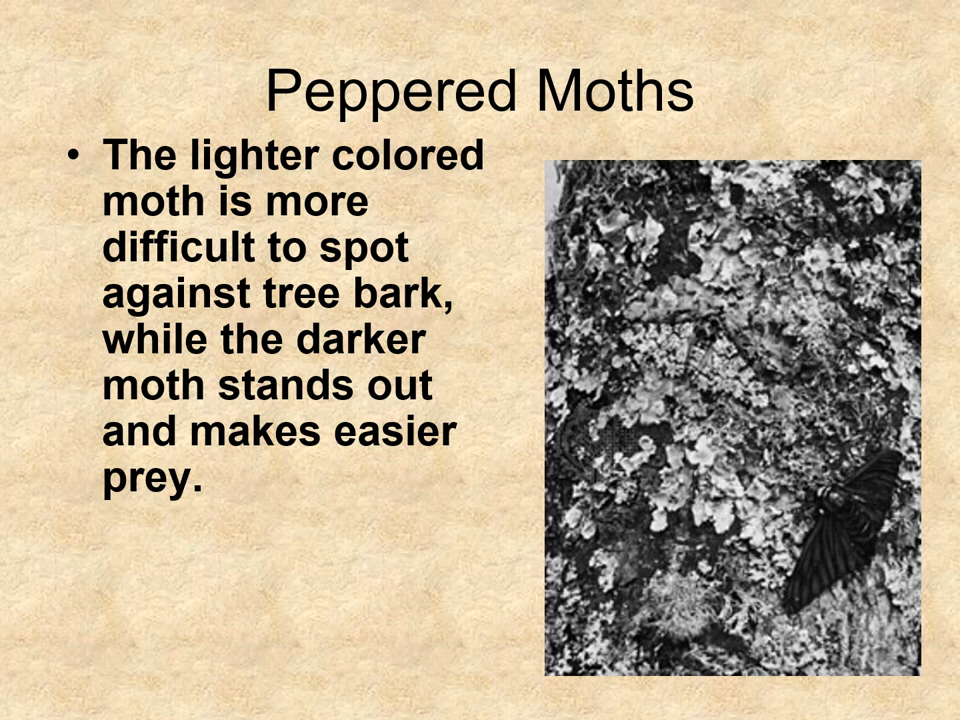 Peppered Moths
• The lighter colored
moth is more
difficult to spot
against tree bark,
while the darker
moth stands out
and makes easier
prey.